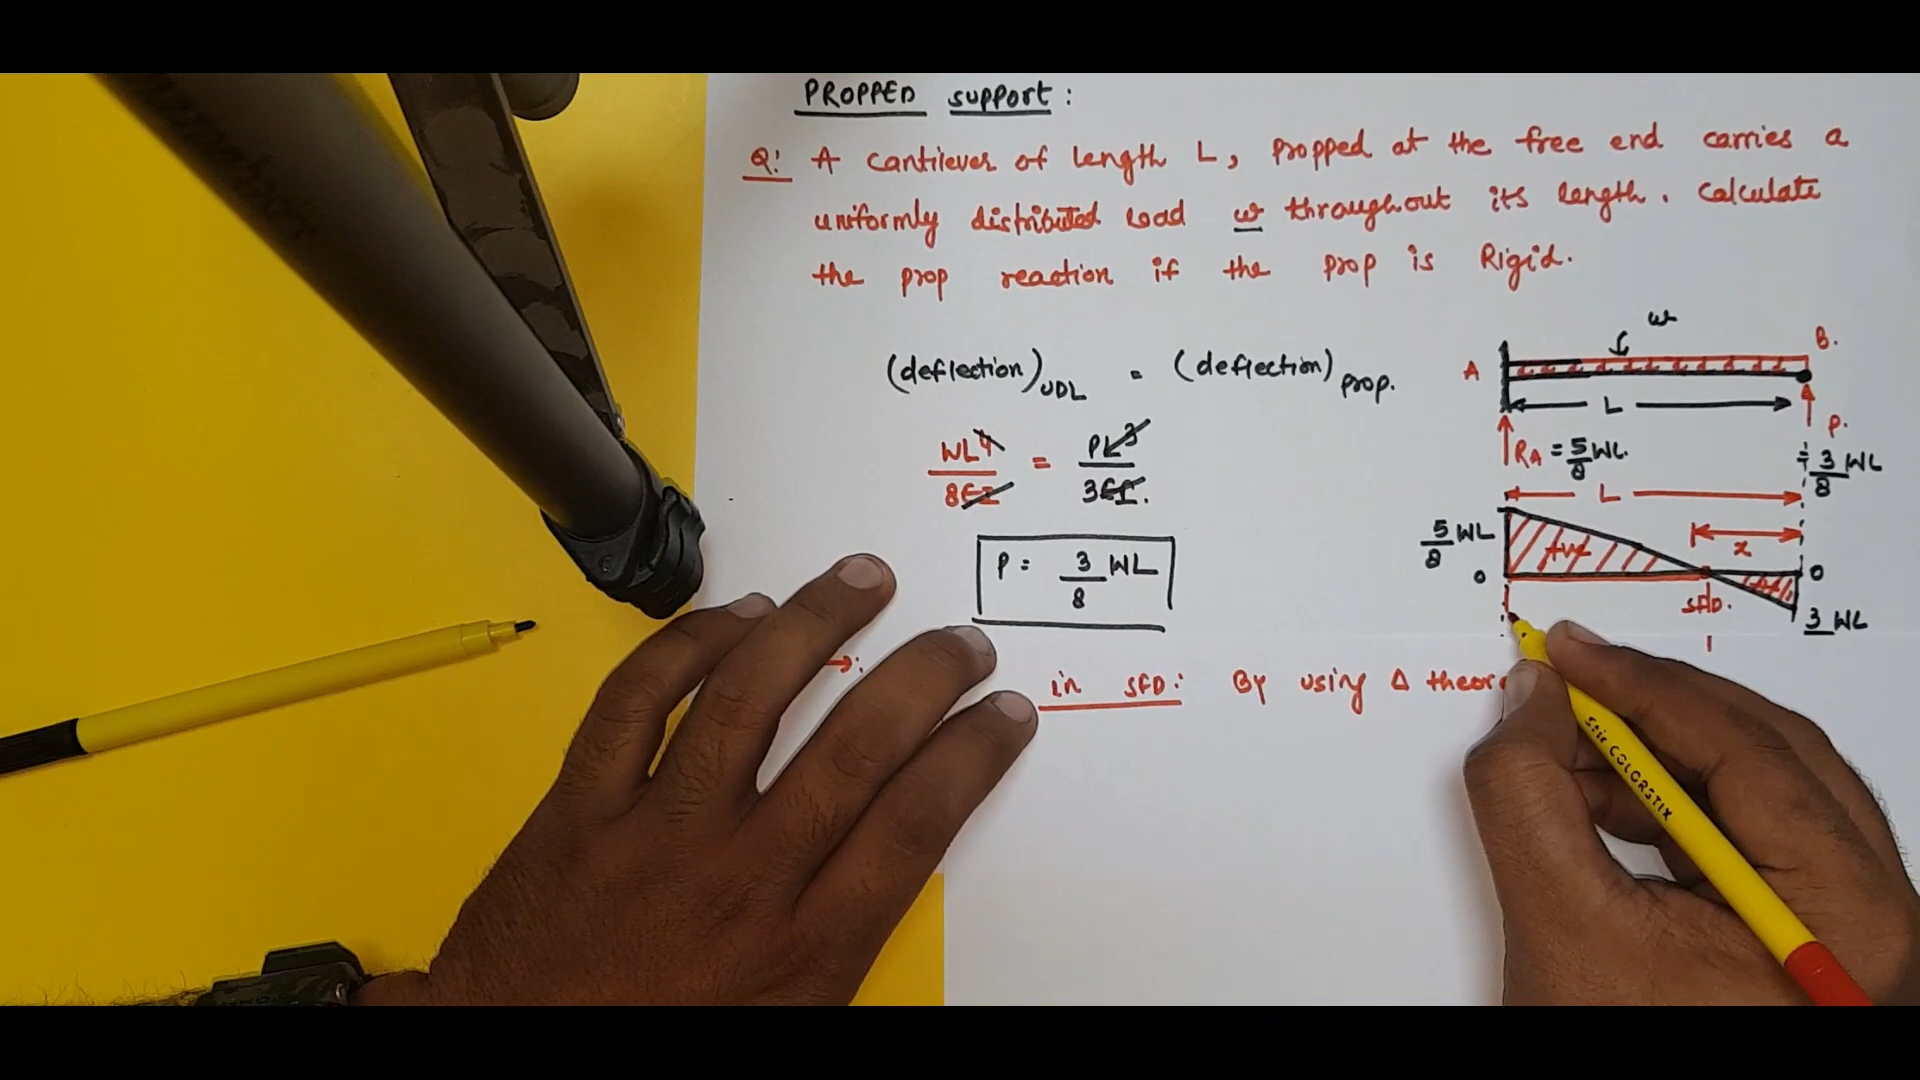 PROPPED support:
Q: A cantilever of length L, propped at the free end carries a
uniformly distributed load w throughout its length. Calculate
the prop reaction if the prop is Rigid.
(deflection)UDL = (deflection)prop.
WL4/8EI = PL3/3EI.
P = 3/8 WL
→: in SFD: By using Δ theor
w
A B.
L
P.
RA = 5/8 WL. = 3/8 WL
L
5/8 WL
+ve x
0 0
SFD.
3 WL
Stic COLORSTIX